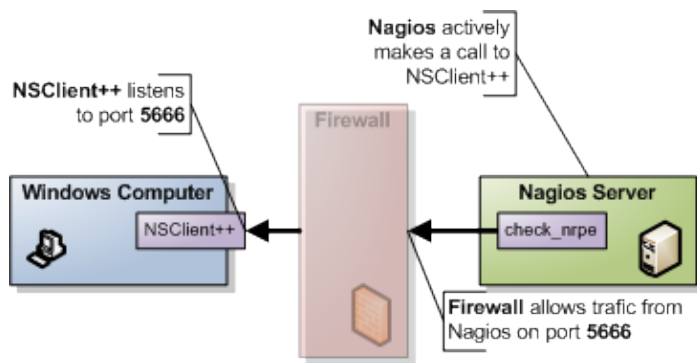 Nagios actively
makes a call to
NSClient++
NSClient++ listens
to port 5666
Firewall
Windows Computer
NSClient++
Nagios Server
check_nrpe
Firewall allows trafic from
Nagios on port 5666